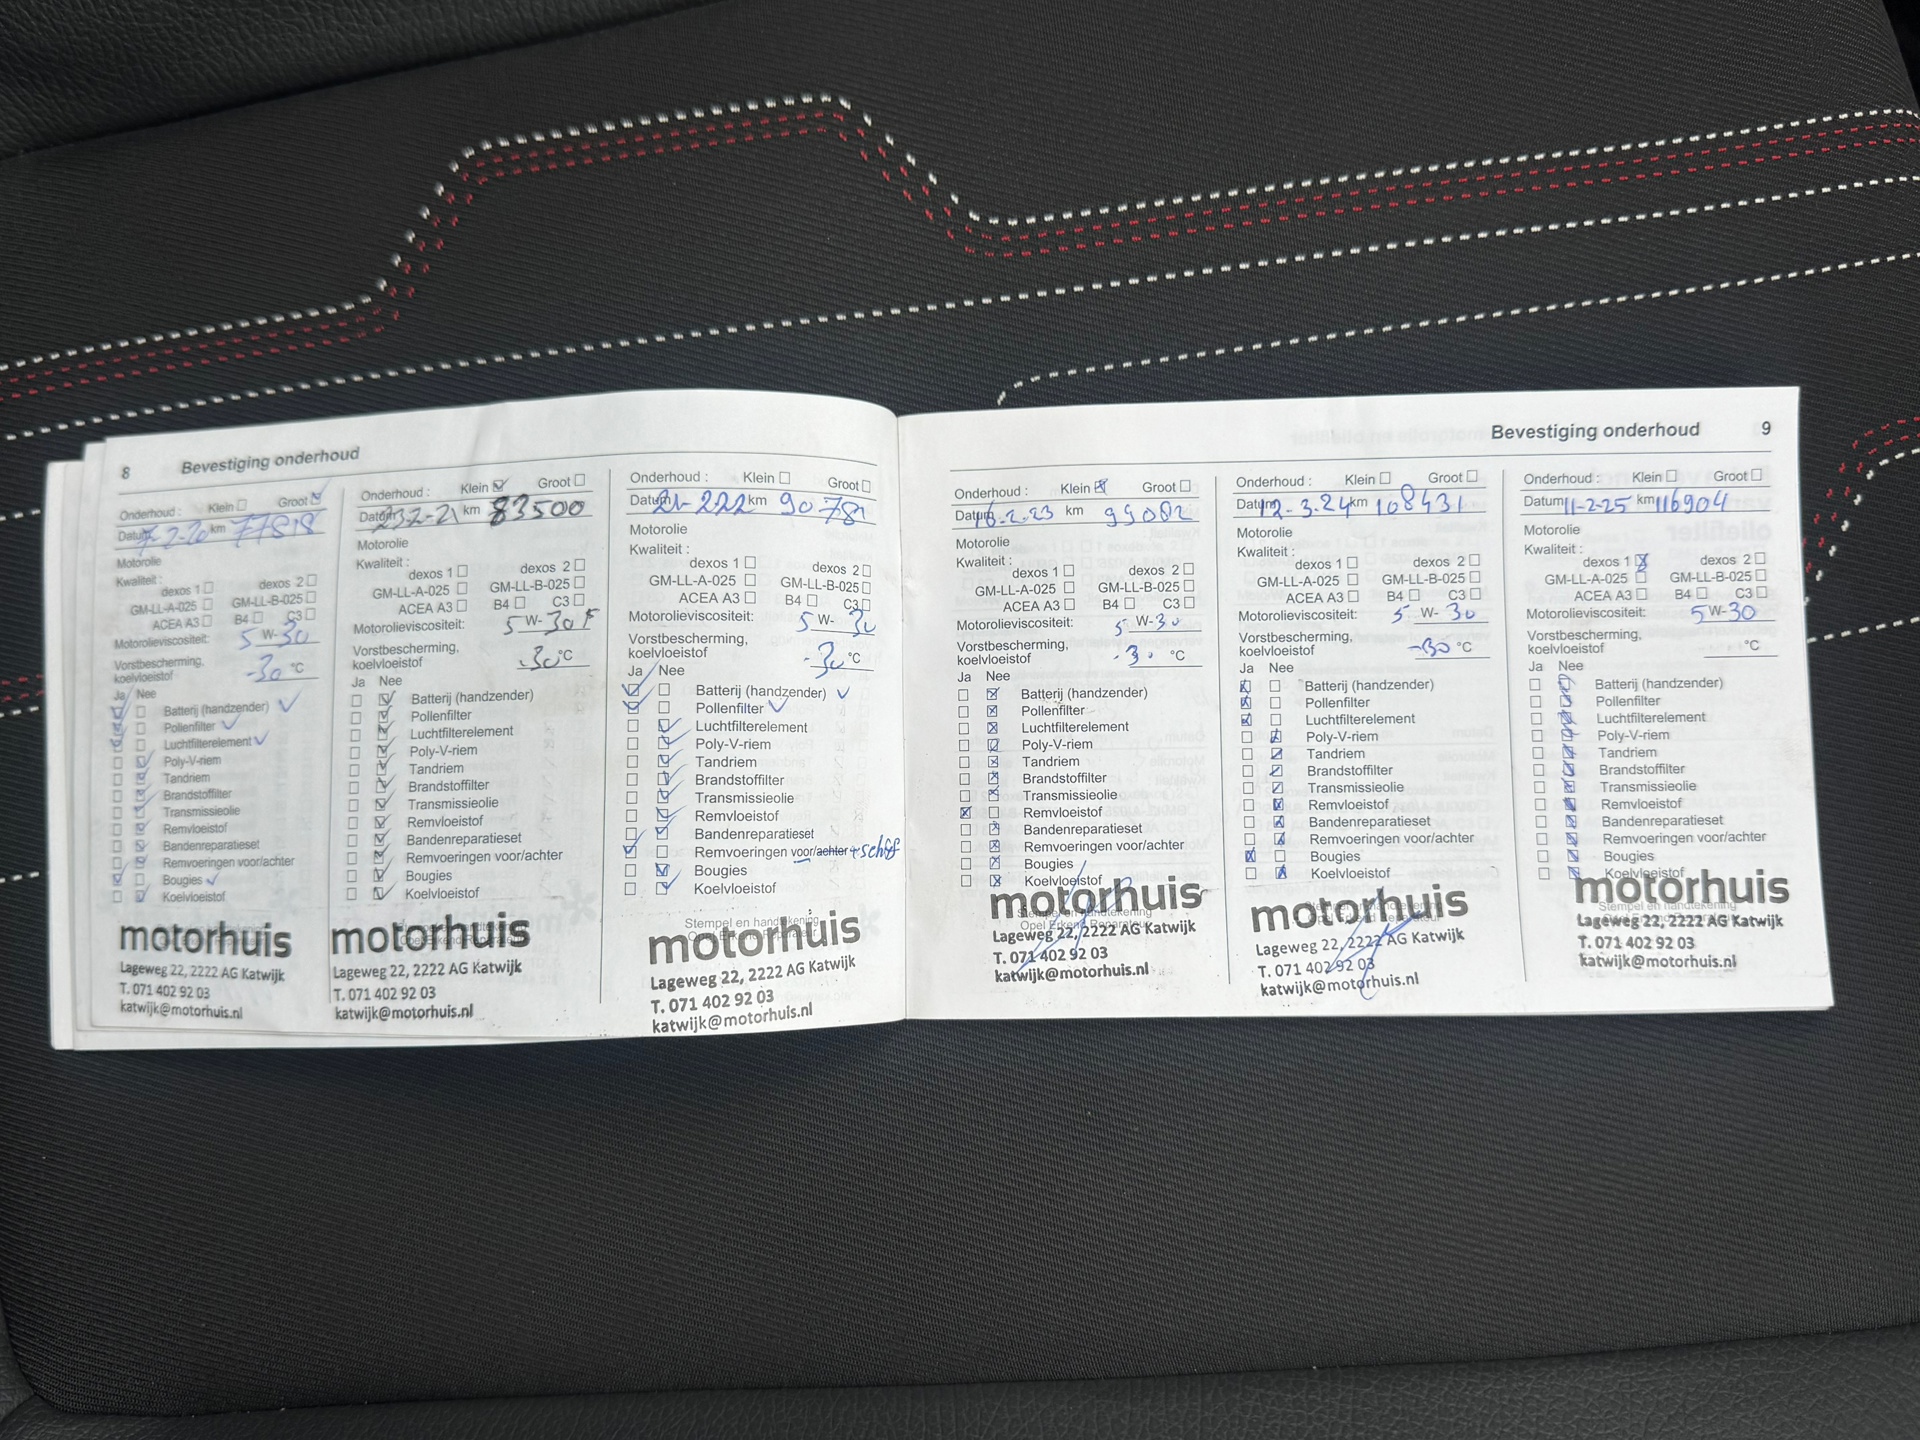 8 Bevestiging onderhoud
Onderhoud : Klein Groot
Datum 7-2-20 km 77818
Motorolie
Kwaliteit :
dexos 1 dexos 2
GM-LL-A-025 GM-LL-B-025
ACEA A3 B4 C3
Motorolieviscositeit: 5 W-30
Vorstbescherming,
koelvloeistof -30 °C
Ja Nee
Batterij (handzender)
Pollenfilter
Luchtfilterelement
Poly-V-riem
Tandriem
Brandstoffilter
Transmissieolie
Remvloeistof
Bandenreparatieset
Remvoeringen voor/achter
Bougies
Koelvloeistof
motorhuis
Lageweg 22, 2222 AG Katwijk
T. 071 402 92 03
katwijk@motorhuis.nl
Onderhoud : Klein Groot
Datum 23-2-21 km 83500
Motorolie
Kwaliteit :
dexos 1 dexos 2
GM-LL-A-025 GM-LL-B-025
ACEA A3 B4 C3
Motorolieviscositeit: 5 W-30
Vorstbescherming,
koelvloeistof -30 °C
Ja Nee
Batterij (handzender)
Pollenfilter
Luchtfilterelement
Poly-V-riem
Tandriem
Brandstoffilter
Transmissieolie
Remvloeistof
Bandenreparatieset
Remvoeringen voor/achter
Bougies
Koelvloeistof
motorhuis
Opel Erkend Reparateur
Lageweg 22, 2222 AG Katwijk
T. 071 402 92 03
katwijk@motorhuis.nl
Onderhoud : Klein Groot
Datum 21-222 km 90781
Motorolie
Kwaliteit :
dexos 1 dexos 2
GM-LL-A-025 GM-LL-B-025
ACEA A3 B4 C3
Motorolieviscositeit: 5 W-30
Vorstbescherming,
koelvloeistof -30 °C
Ja Nee
Batterij (handzender)
Pollenfilter
Luchtfilterelement
Poly-V-riem
Tandriem
Brandstoffilter
Transmissieolie
Remvloeistof
Bandenreparatieset
Remvoeringen voor/achter + schijf
Bougies
Koelvloeistof
Stempel en handtekening
Opel Erkend Reparateur
motorhuis
Lageweg 22, 2222 AG Katwijk
T. 071 402 92 03
katwijk@motorhuis.nl
Bevestiging onderhoud 9
Onderhoud : Klein Groot
Datum 16-2-23 km 99082
Motorolie
Kwaliteit :
dexos 1 dexos 2
GM-LL-A-025 GM-LL-B-025
ACEA A3 B4 C3
Motorolieviscositeit: 5 W-30
Vorstbescherming,
koelvloeistof -30 °C
Ja Nee
Batterij (handzender)
Pollenfilter
Luchtfilterelement
Poly-V-riem
Tandriem
Brandstoffilter
Transmissieolie
Remvloeistof
Bandenreparatieset
Remvoeringen voor/achter
Bougies
Koelvloeistof
motorhuis
Stempel en handtekening
Opel Erkend Reparateur
Lageweg 22, 2222 AG Katwijk
T. 071 402 92 03
katwijk@motorhuis.nl
Onderhoud : Klein Groot
Datum 12-3-24 km 108431
Motorolie
Kwaliteit :
dexos 1 dexos 2
GM-LL-A-025 GM-LL-B-025
ACEA A3 B4 C3
Motorolieviscositeit: 5 W-30
Vorstbescherming,
koelvloeistof -30 °C
Ja Nee
Batterij (handzender)
Pollenfilter
Luchtfilterelement
Poly-V-riem
Tandriem
Brandstoffilter
Transmissieolie
Remvloeistof
Bandenreparatieset
Remvoeringen voor/achter
Bougies
Koelvloeistof
motorhuis
Lageweg 22, 2222 AG Katwijk
T. 071 402 92 03
katwijk@motorhuis.nl
Onderhoud : Klein Groot
Datum 11-2-25 km 116904
Motorolie
Kwaliteit :
dexos 1 dexos 2
GM-LL-A-025 GM-LL-B-025
ACEA A3 B4 C3
Motorolieviscositeit: 5 W-30
Vorstbescherming,
koelvloeistof °C
Ja Nee
Batterij (handzender)
Pollenfilter
Luchtfilterelement
Poly-V-riem
Tandriem
Brandstoffilter
Transmissieolie
Remvloeistof
Bandenreparatieset
Remvoeringen voor/achter
Bougies
Koelvloeistof
motorhuis
Stempel en handtekening
Lageweg 22, 2222 AG Katwijk
T. 071 402 92 03
katwijk@motorhuis.nl